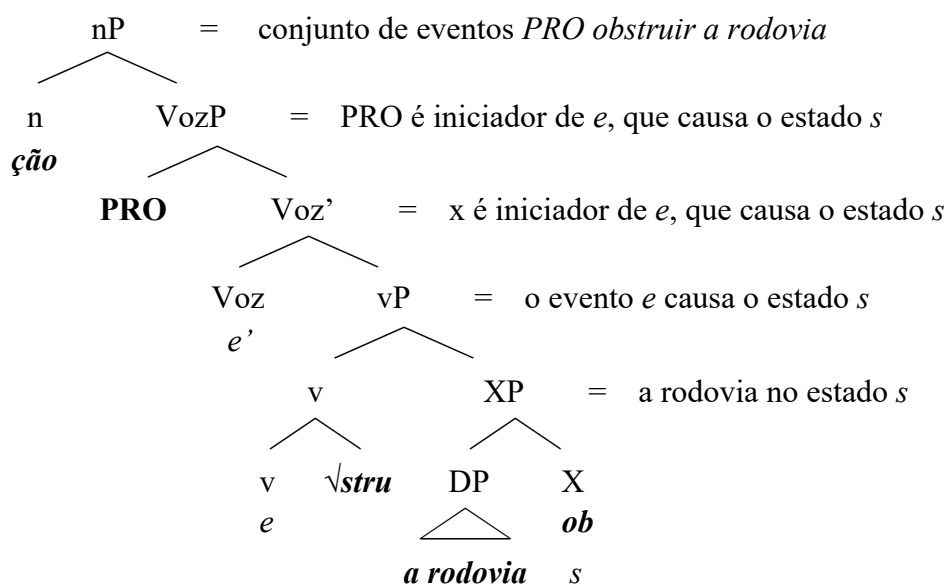 nP = conjunto de eventos PRO obstruir a rodovia
n VozP = PRO é iniciador de e, que causa o estado s
ção
PRO Voz’ = x é iniciador de e, que causa o estado s
Voz vP = o evento e causa o estado s
e’
v XP = a rodovia no estado s
v √stru DP X
e ob
a rodovia s